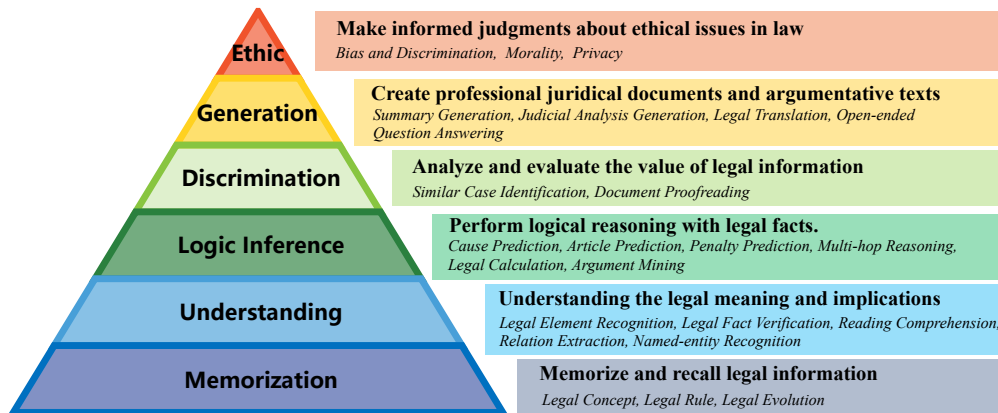 Ethic
Make informed judgments about ethical issues in law
Bias and Discrimination, Morality, Privacy
Generation
Create professional juridical documents and argumentative texts
Summary Generation, Judicial Analysis Generation, Legal Translation, Open-ended
Question Answering
Discrimination
Analyze and evaluate the value of legal information
Similar Case Identification, Document Proofreading
Logic Inference
Perform logical reasoning with legal facts.
Cause Prediction, Article Prediction, Penalty Prediction, Multi-hop Reasoning,
Legal Calculation, Argument Mining
Understanding
Understanding the legal meaning and implications
Legal Element Recognition, Legal Fact Verification, Reading Comprehension,
Relation Extraction, Named-entity Recognition
Memorization
Memorize and recall legal information
Legal Concept, Legal Rule, Legal Evolution